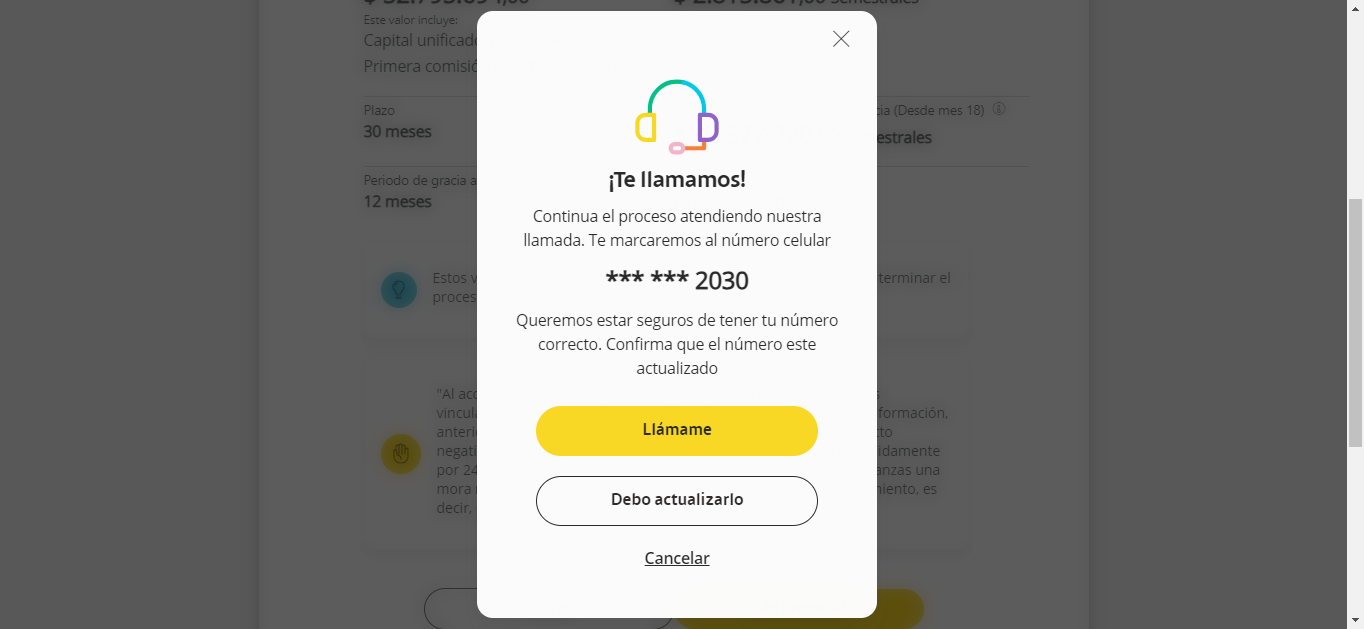 Este valor incluye:
Capital unificado
Primera comisió
Plazo
30 meses
cia (Desde mes 18)
estrales
Periodo de gracia a
12 meses
¡Te llamamos!
Continua el proceso atendiendo nuestra
llamada. Te marcaremos al número celular
*** *** 2030
Queremos estar seguros de tener tu número
correcto. Confirma que el número este
actualizado
Llámame
Debo actualizarlo
Cancelar
Estos v
proces
terminar el
"Al acc
vincula
anteri
negati
por 24
mora
decir,
s
formación,
cto
idamente
anzas una
niento, es